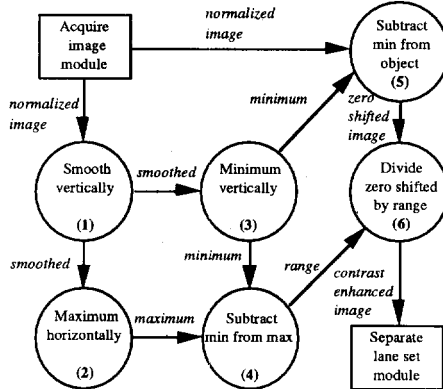 Acquire
image
module
normalized
image
Subtract
min from
object
(5)
normalized
image
minimum
zero
shifted
image
Smooth
vertically
(1)
smoothed
Minimum
vertically
(3)
Divide
zero shifted
by range
(6)
smoothed
minimum
range
contrast
enhanced
image
Maximum
horizontally
(2)
maximum
Subtract
min from max
(4)
Separate
lane set
module